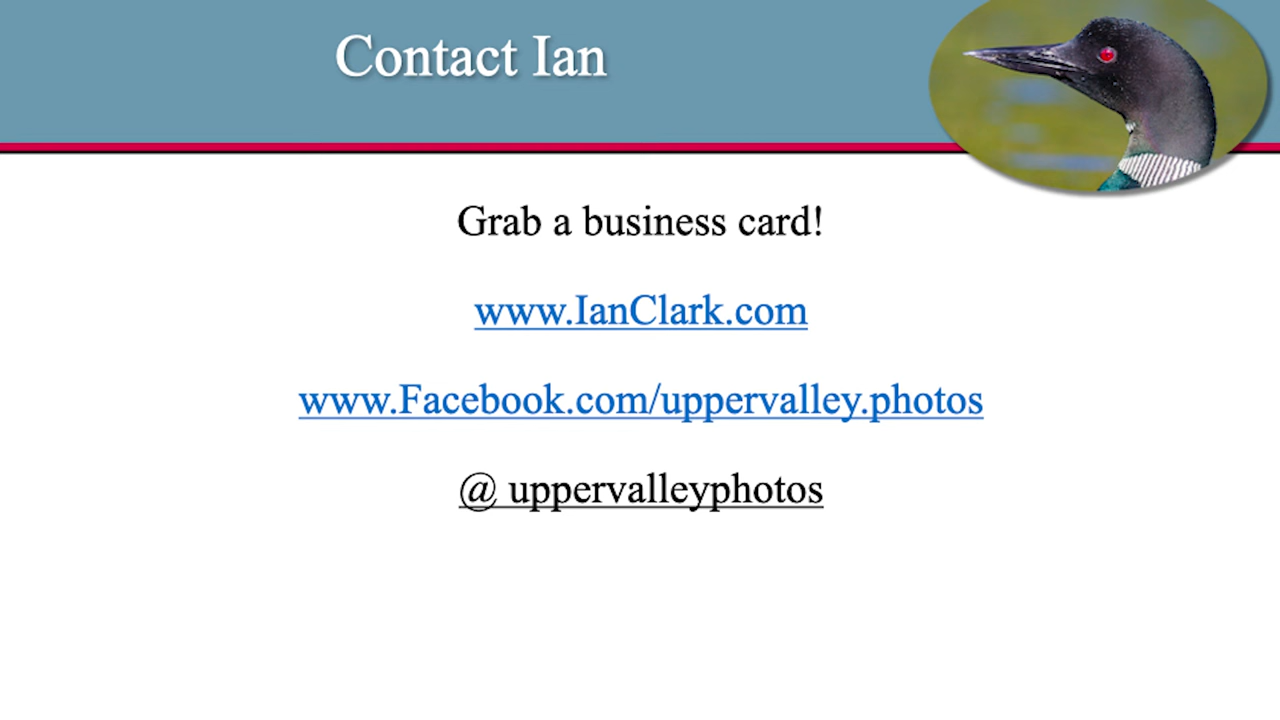 Contact Ian
Grab a business card!
www.IanClark.com
www.Facebook.com/uppervalley.photos
@ uppervalleyphotos